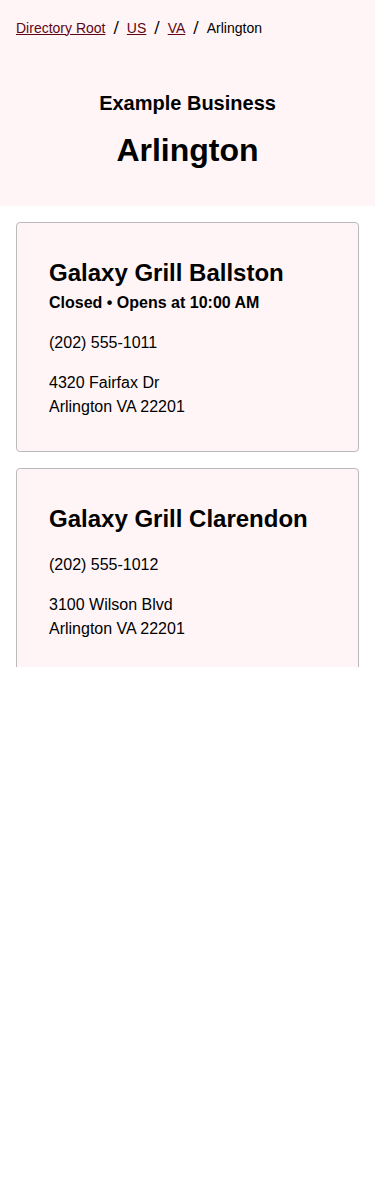 Directory Root / US / VA / Arlington
Example Business
Arlington
Galaxy Grill Ballston
Closed • Opens at 10:00 AM
(202) 555-1011
4320 Fairfax Dr
Arlington VA 22201
Galaxy Grill Clarendon
(202) 555-1012
3100 Wilson Blvd
Arlington VA 22201